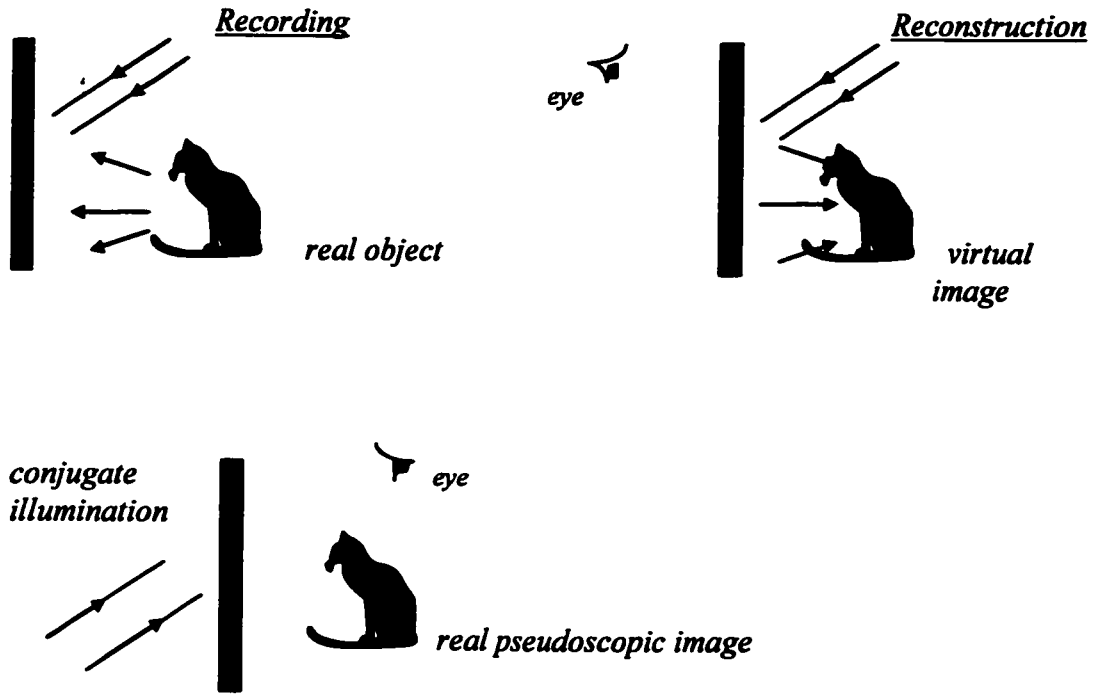 Recording
Reconstruction
eye
real object
virtual
image
conjugate
illumination
eye
real pseudoscopic image